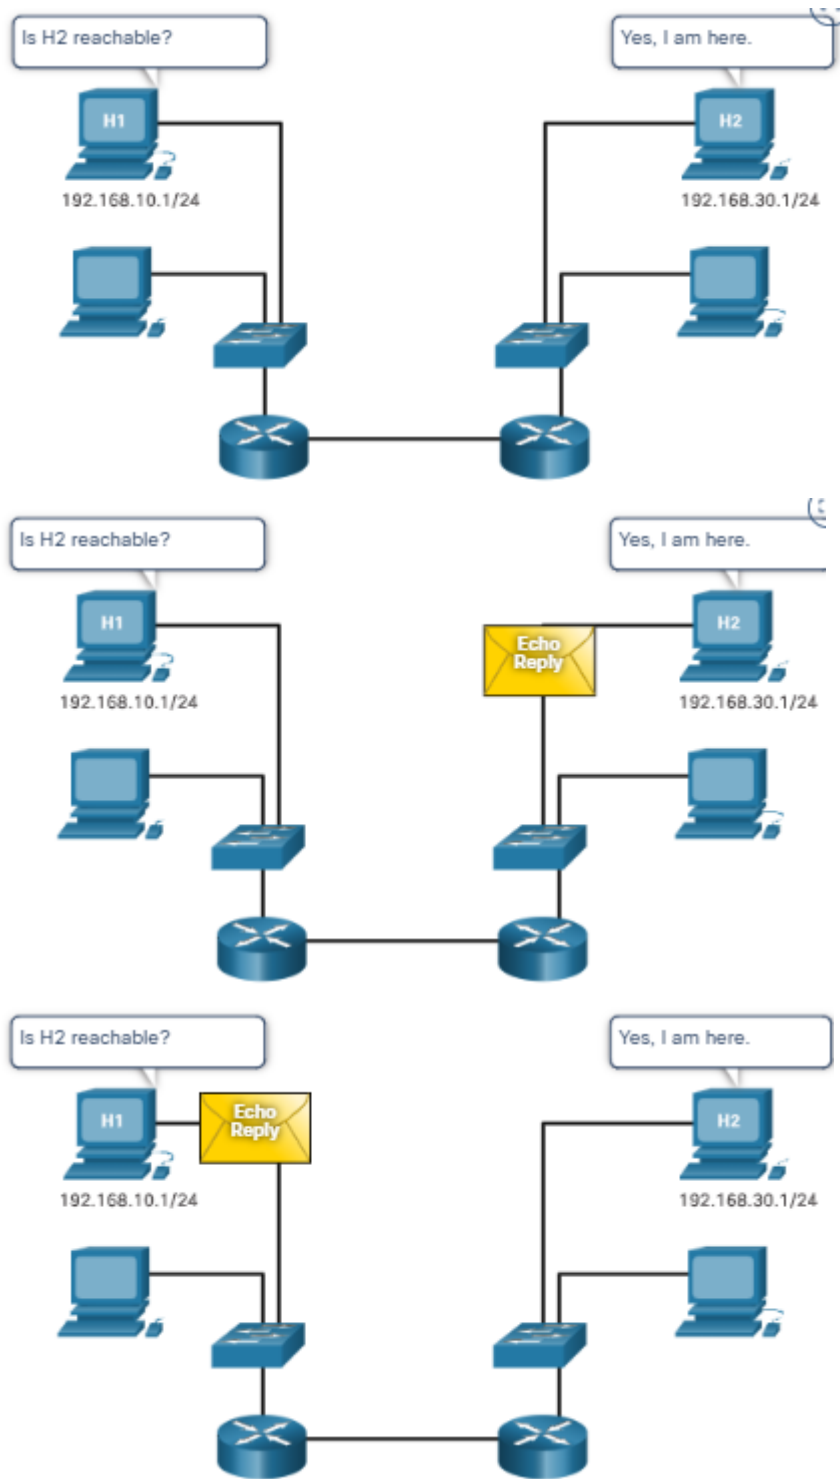 Is H2 reachable?
Yes, I am here.
H1
H2
192.168.10.1/24
192.168.30.1/24
Is H2 reachable?
Yes, I am here.
H1
Echo
Reply
H2
192.168.10.1/24
192.168.30.1/24
Is H2 reachable?
Yes, I am here.
H1
Echo
Reply
H2
192.168.10.1/24
192.168.30.1/24